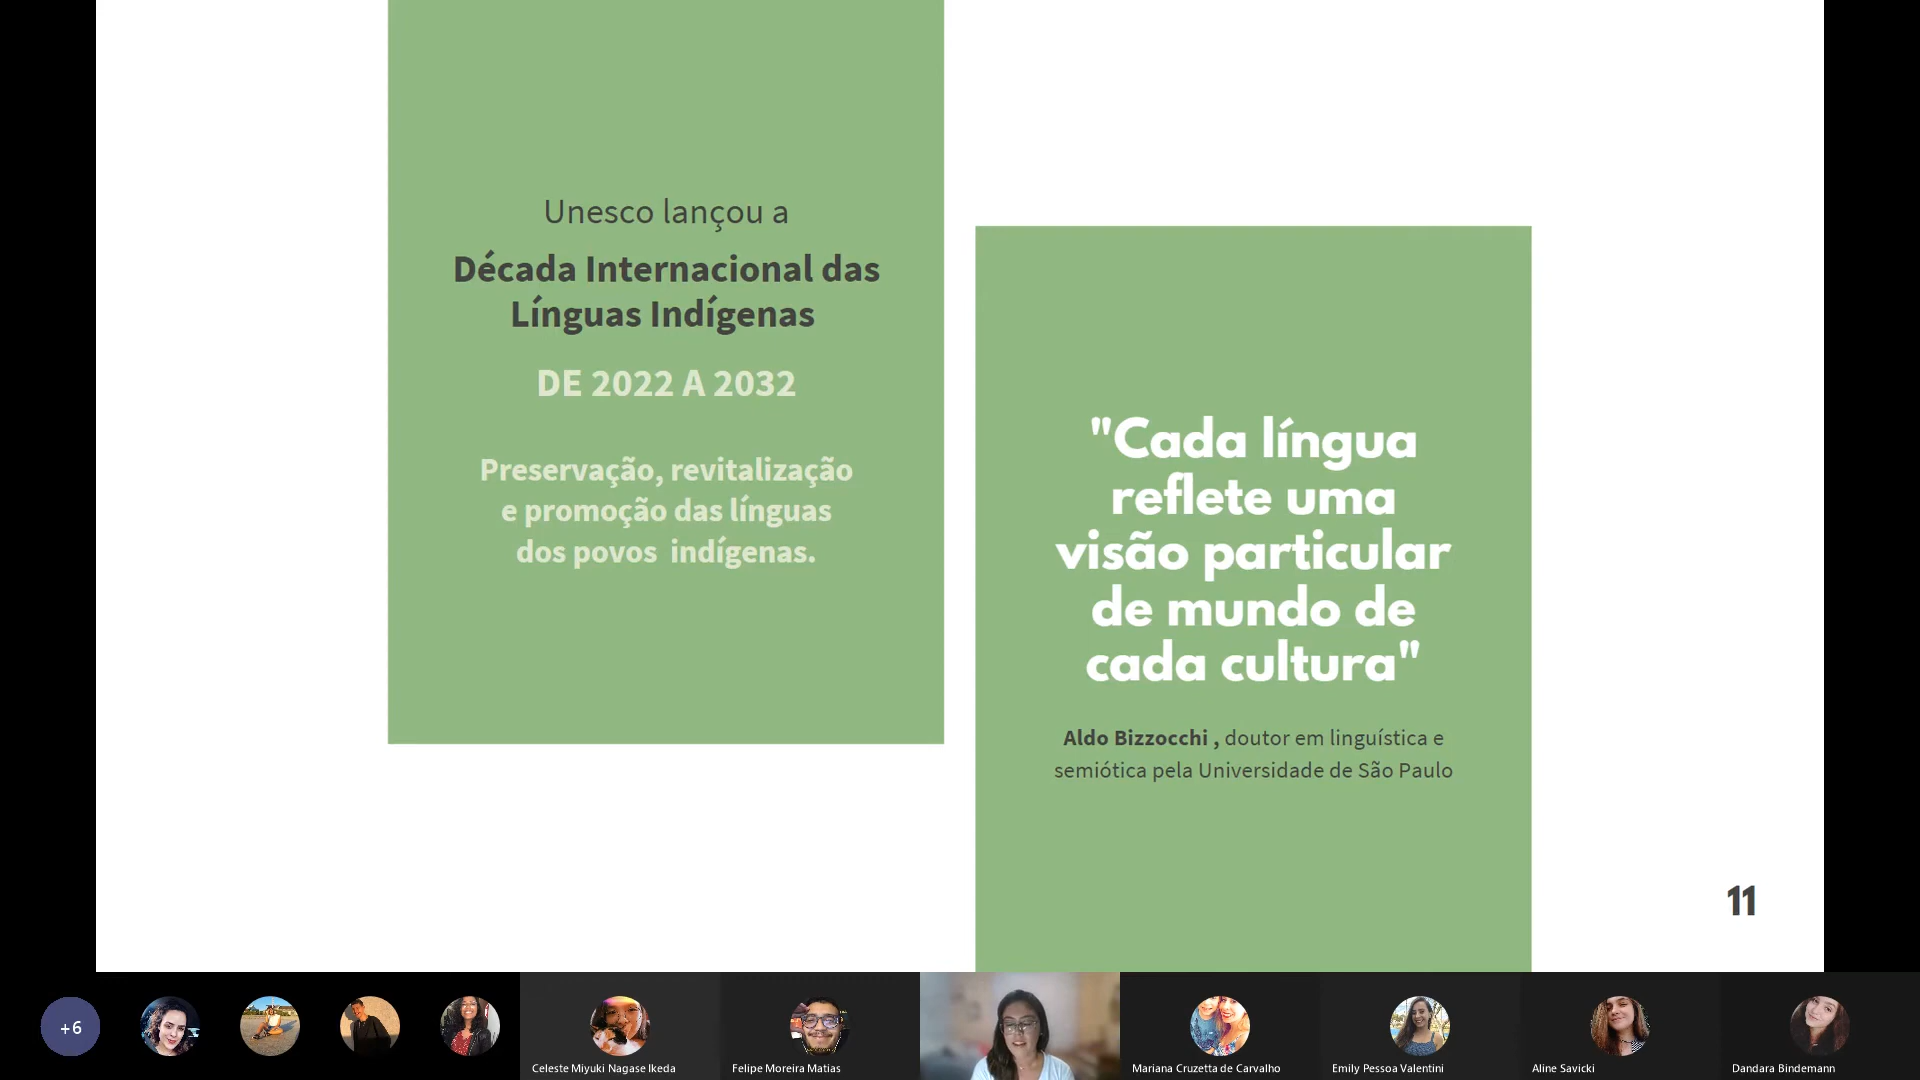 Unesco lançou a
Década Internacional das
Línguas Indígenas
DE 2022 A 2032
Preservação, revitalização
e promoção das línguas
dos povos  indígenas.
"Cada língua
reflete uma
visão particular
de mundo de
cada cultura"
Aldo Bizzocchi , doutor em linguística e
semiótica pela Universidade de São Paulo
11
+6
Celeste Miyuki Nagase Ikeda
Felipe Moreira Matias
Mariana Cruzetta de Carvalho
Emily Pessoa Valentini
Aline Savicki
Dandara Bindemann